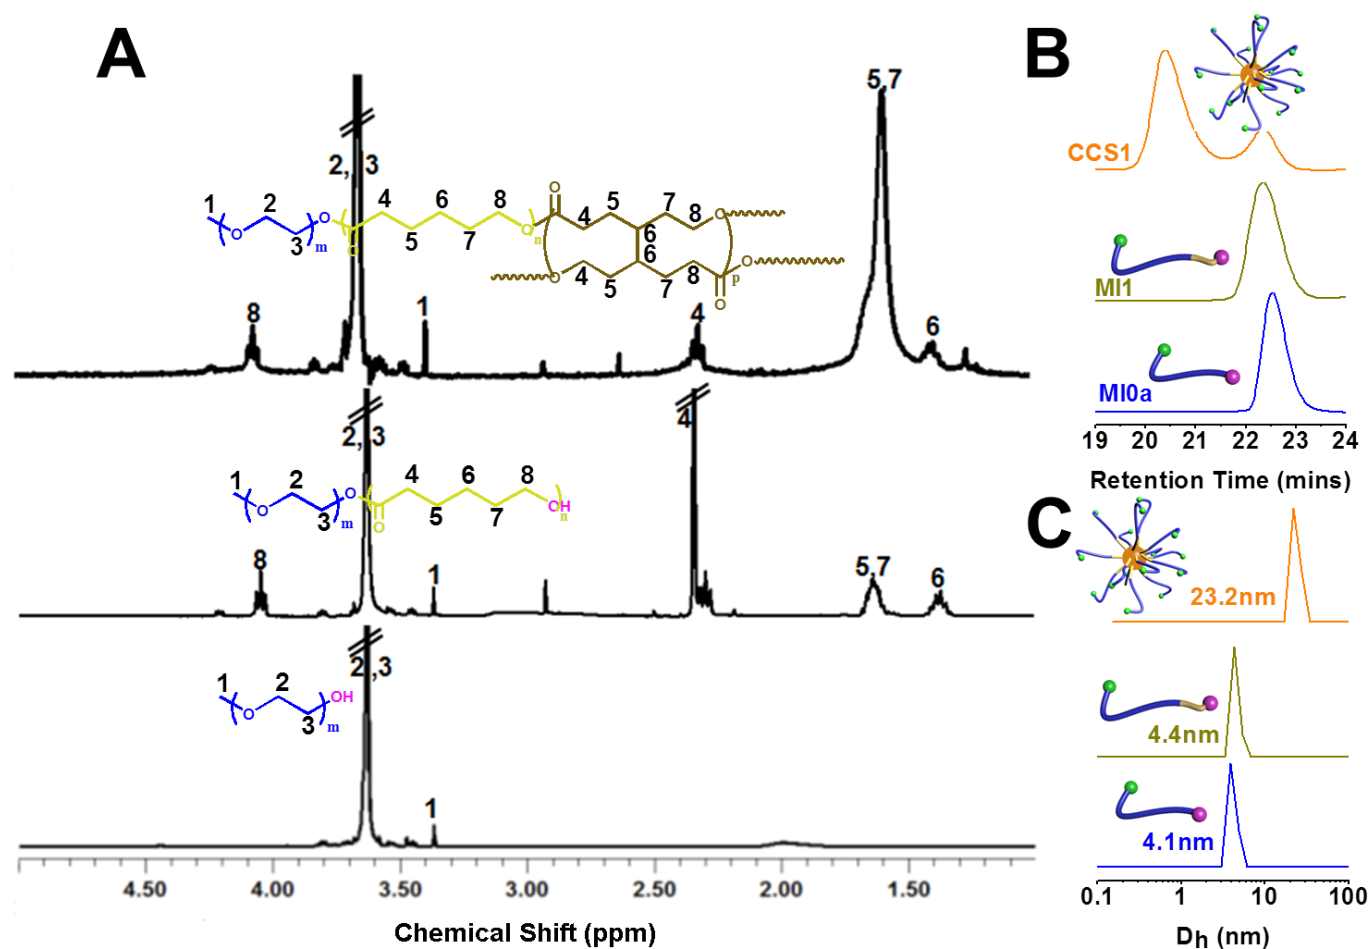 A
5,7
2, 3
1 2 O 4 6 8 O 5 7 8 O
O 3 m O 5 7 O n 4 6
6
O 4 5 7 8 O p
O
8 1 4 6
2,3
4
1 2 O 4 6 8
O 3 m O 5 7 OH n
8 1 5,7 6
2,3
1 2 OH
O 3 m
1
4.50 4.00 3.50 3.00 2.50 2.00 1.50
Chemical Shift (ppm)
B
CCS1
MI1
MI0a
19 20 21 22 23 24
Retention Time (mins)
C
23.2nm
4.4nm
4.1nm
0.1 1 10 100
Dh (nm)